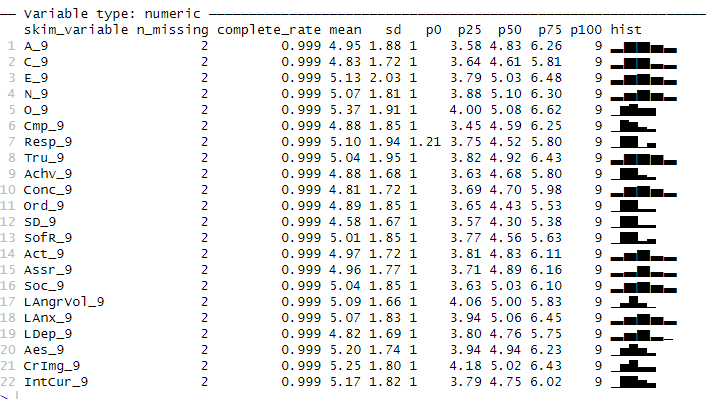 ── Variable type: numeric ──────────────────────────────────────────────
skim_variable n_missing complete_rate mean sd p0 p25 p50 p75 p100 hist
1 A_9 2 0.999 4.95 1.88 1 3.58 4.83 6.26 9 ▂▅▇▅▃▂
2 C_9 2 0.999 4.83 1.72 1 3.64 4.61 5.81 9
3 E_9 2 0.999 5.13 2.03 1 3.79 5.03 6.48 9
4 N_9 2 0.999 5.07 1.81 1 3.88 5.10 6.30 9
5 O_9 2 0.999 5.37 1.91 1 4.00 5.08 6.62 9
6 Cmp_9 2 0.999 4.88 1.85 1 3.45 4.59 6.25 9
7 Resp_9 2 0.999 5.10 1.94 1.21 3.75 4.52 5.80 9
8 Tru_9 2 0.999 5.04 1.95 1 3.82 4.92 6.43 9
9 Achv_9 2 0.999 4.88 1.68 1 3.63 4.68 5.80 9
10 Conc_9 2 0.999 4.81 1.72 1 3.69 4.70 5.98 9
11 Ord_9 2 0.999 4.89 1.85 1 3.65 4.43 5.53 9
12 SD_9 2 0.999 4.58 1.67 1 3.57 4.30 5.38 9
13 SofR_9 2 0.999 5.01 1.85 1 3.77 4.56 5.63 9
14 Act_9 2 0.999 4.97 1.72 1 3.81 4.83 6.11 9
15 Assr_9 2 0.999 4.96 1.77 1 3.71 4.89 6.16 9
16 Soc_9 2 0.999 5.04 1.85 1 3.63 5.03 6.10 9
17 LAngrVol_9 2 0.999 5.09 1.66 1 4.06 5.00 5.83 9
18 LAnx_9 2 0.999 5.07 1.83 1 3.94 5.06 6.45 9
19 LDep_9 2 0.999 4.82 1.69 1 3.80 4.76 5.75 9
20 Aes_9 2 0.999 5.20 1.74 1 3.94 4.94 6.23 9
21 CrImg_9 2 0.999 5.25 1.80 1 4.18 5.02 6.43 9
22 IntCur_9 2 0.999 5.17 1.82 1 3.79 4.75 6.02 9
>